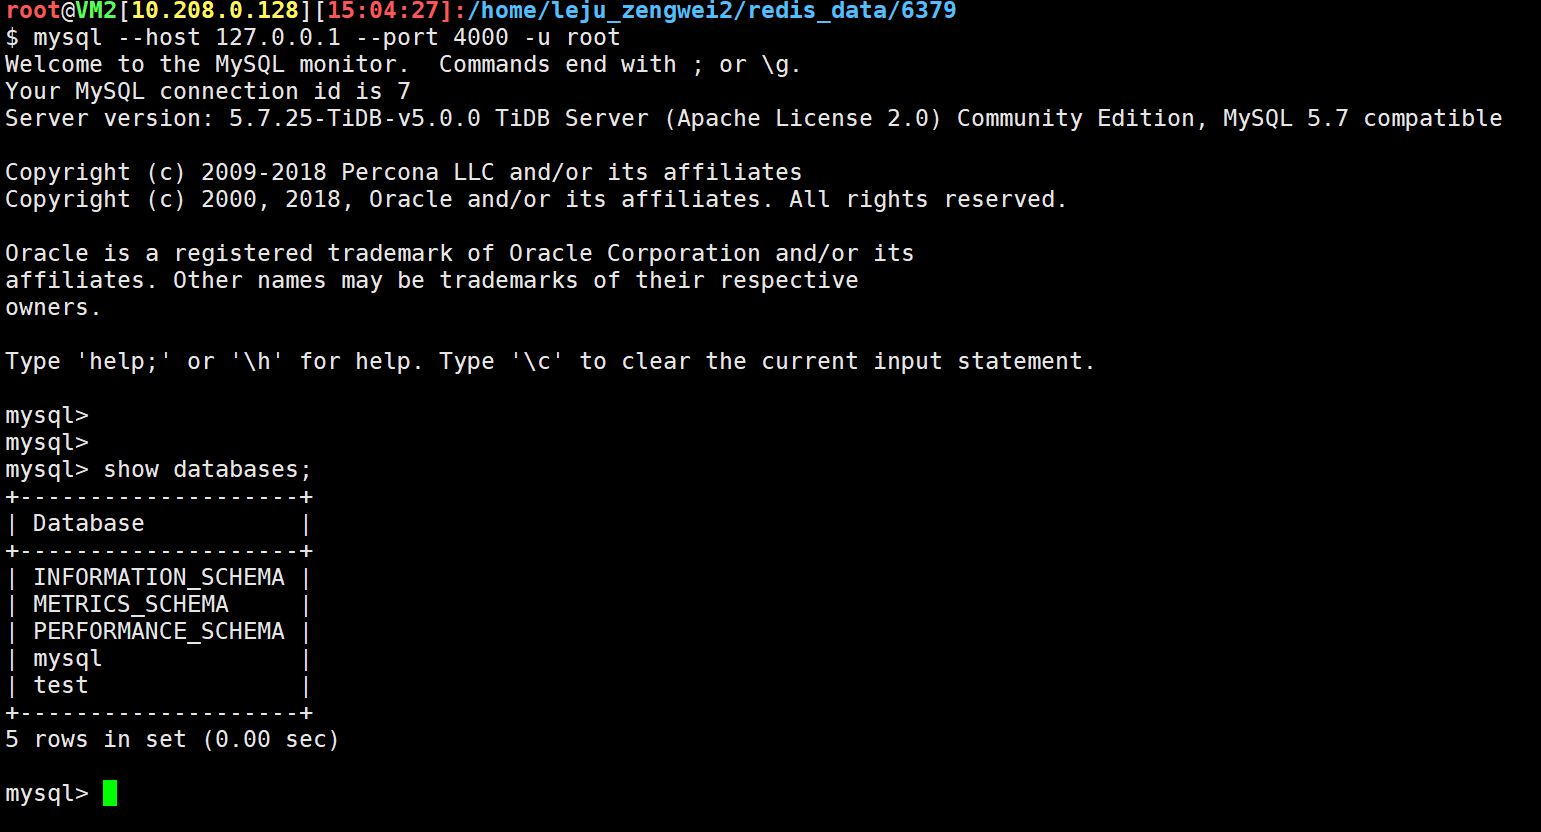 root@VM2[10.208.0.128][15:04:27]:/home/leju_zengwei2/redis_data/6379
$ mysql --host 127.0.0.1 --port 4000 -u root
Welcome to the MySQL monitor.  Commands end with ; or \g.
Your MySQL connection id is 7
Server version: 5.7.25-TiDB-v5.0.0 TiDB Server (Apache License 2.0) Community Edition, MySQL 5.7 compatible

Copyright (c) 2009-2018 Percona LLC and/or its affiliates
Copyright (c) 2000, 2018, Oracle and/or its affiliates. All rights reserved.

Oracle is a registered trademark of Oracle Corporation and/or its
affiliates. Other names may be trademarks of their respective
owners.

Type 'help;' or '\h' for help. Type '\c' to clear the current input statement.

mysql>
mysql>
mysql> show databases;
+--------------------+
| Database           |
+--------------------+
| INFORMATION_SCHEMA |
| METRICS_SCHEMA     |
| PERFORMANCE_SCHEMA |
| mysql              |
| test               |
+--------------------+
5 rows in set (0.00 sec)

mysql>